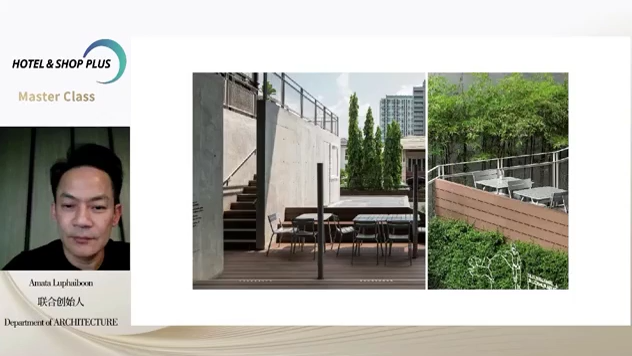 HOTEL & SHOP PLUS
Master Class
Amata Luphaiboon
联合创始人
Department of ARCHITECTURE